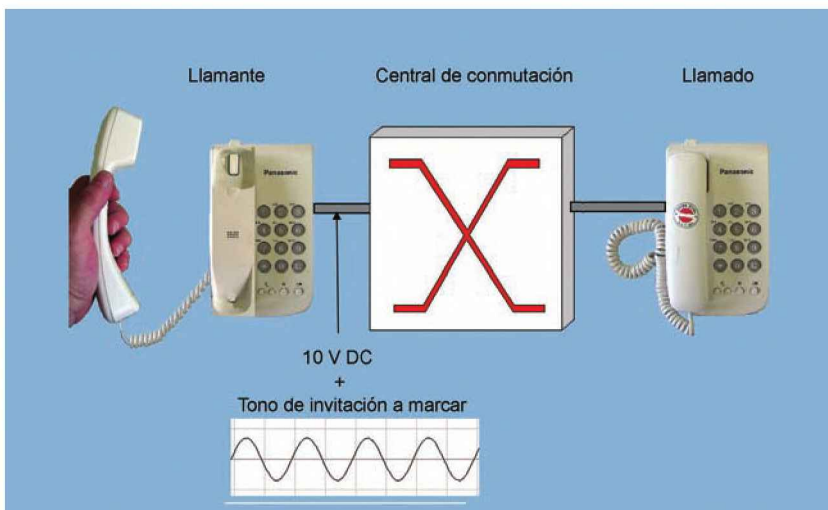 Llamante
Central de conmutación
Llamado
Panasonic
Panasonic
10 V DC
+
Tono de invitación a marcar